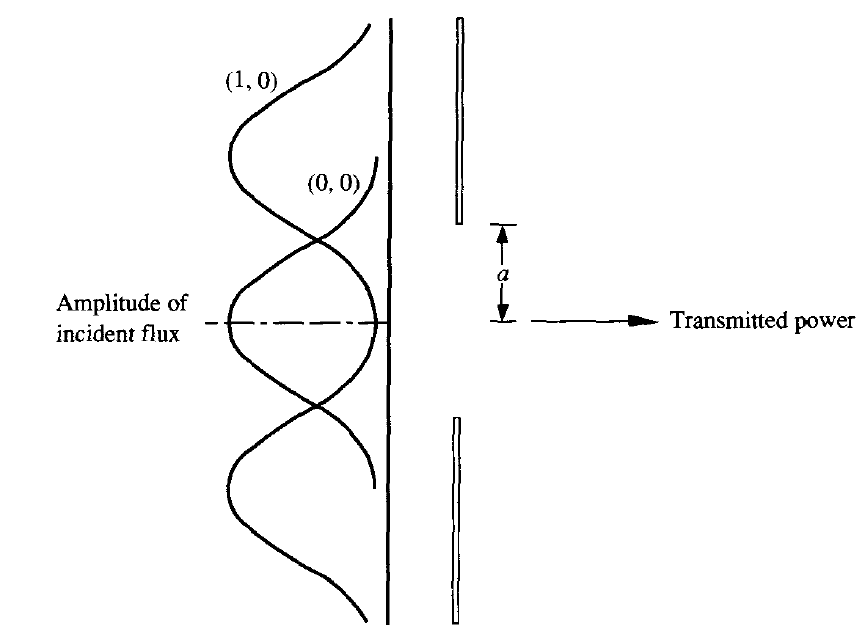 (1, 0)
(0, 0)
a
Amplitude of
incident flux
Transmitted power